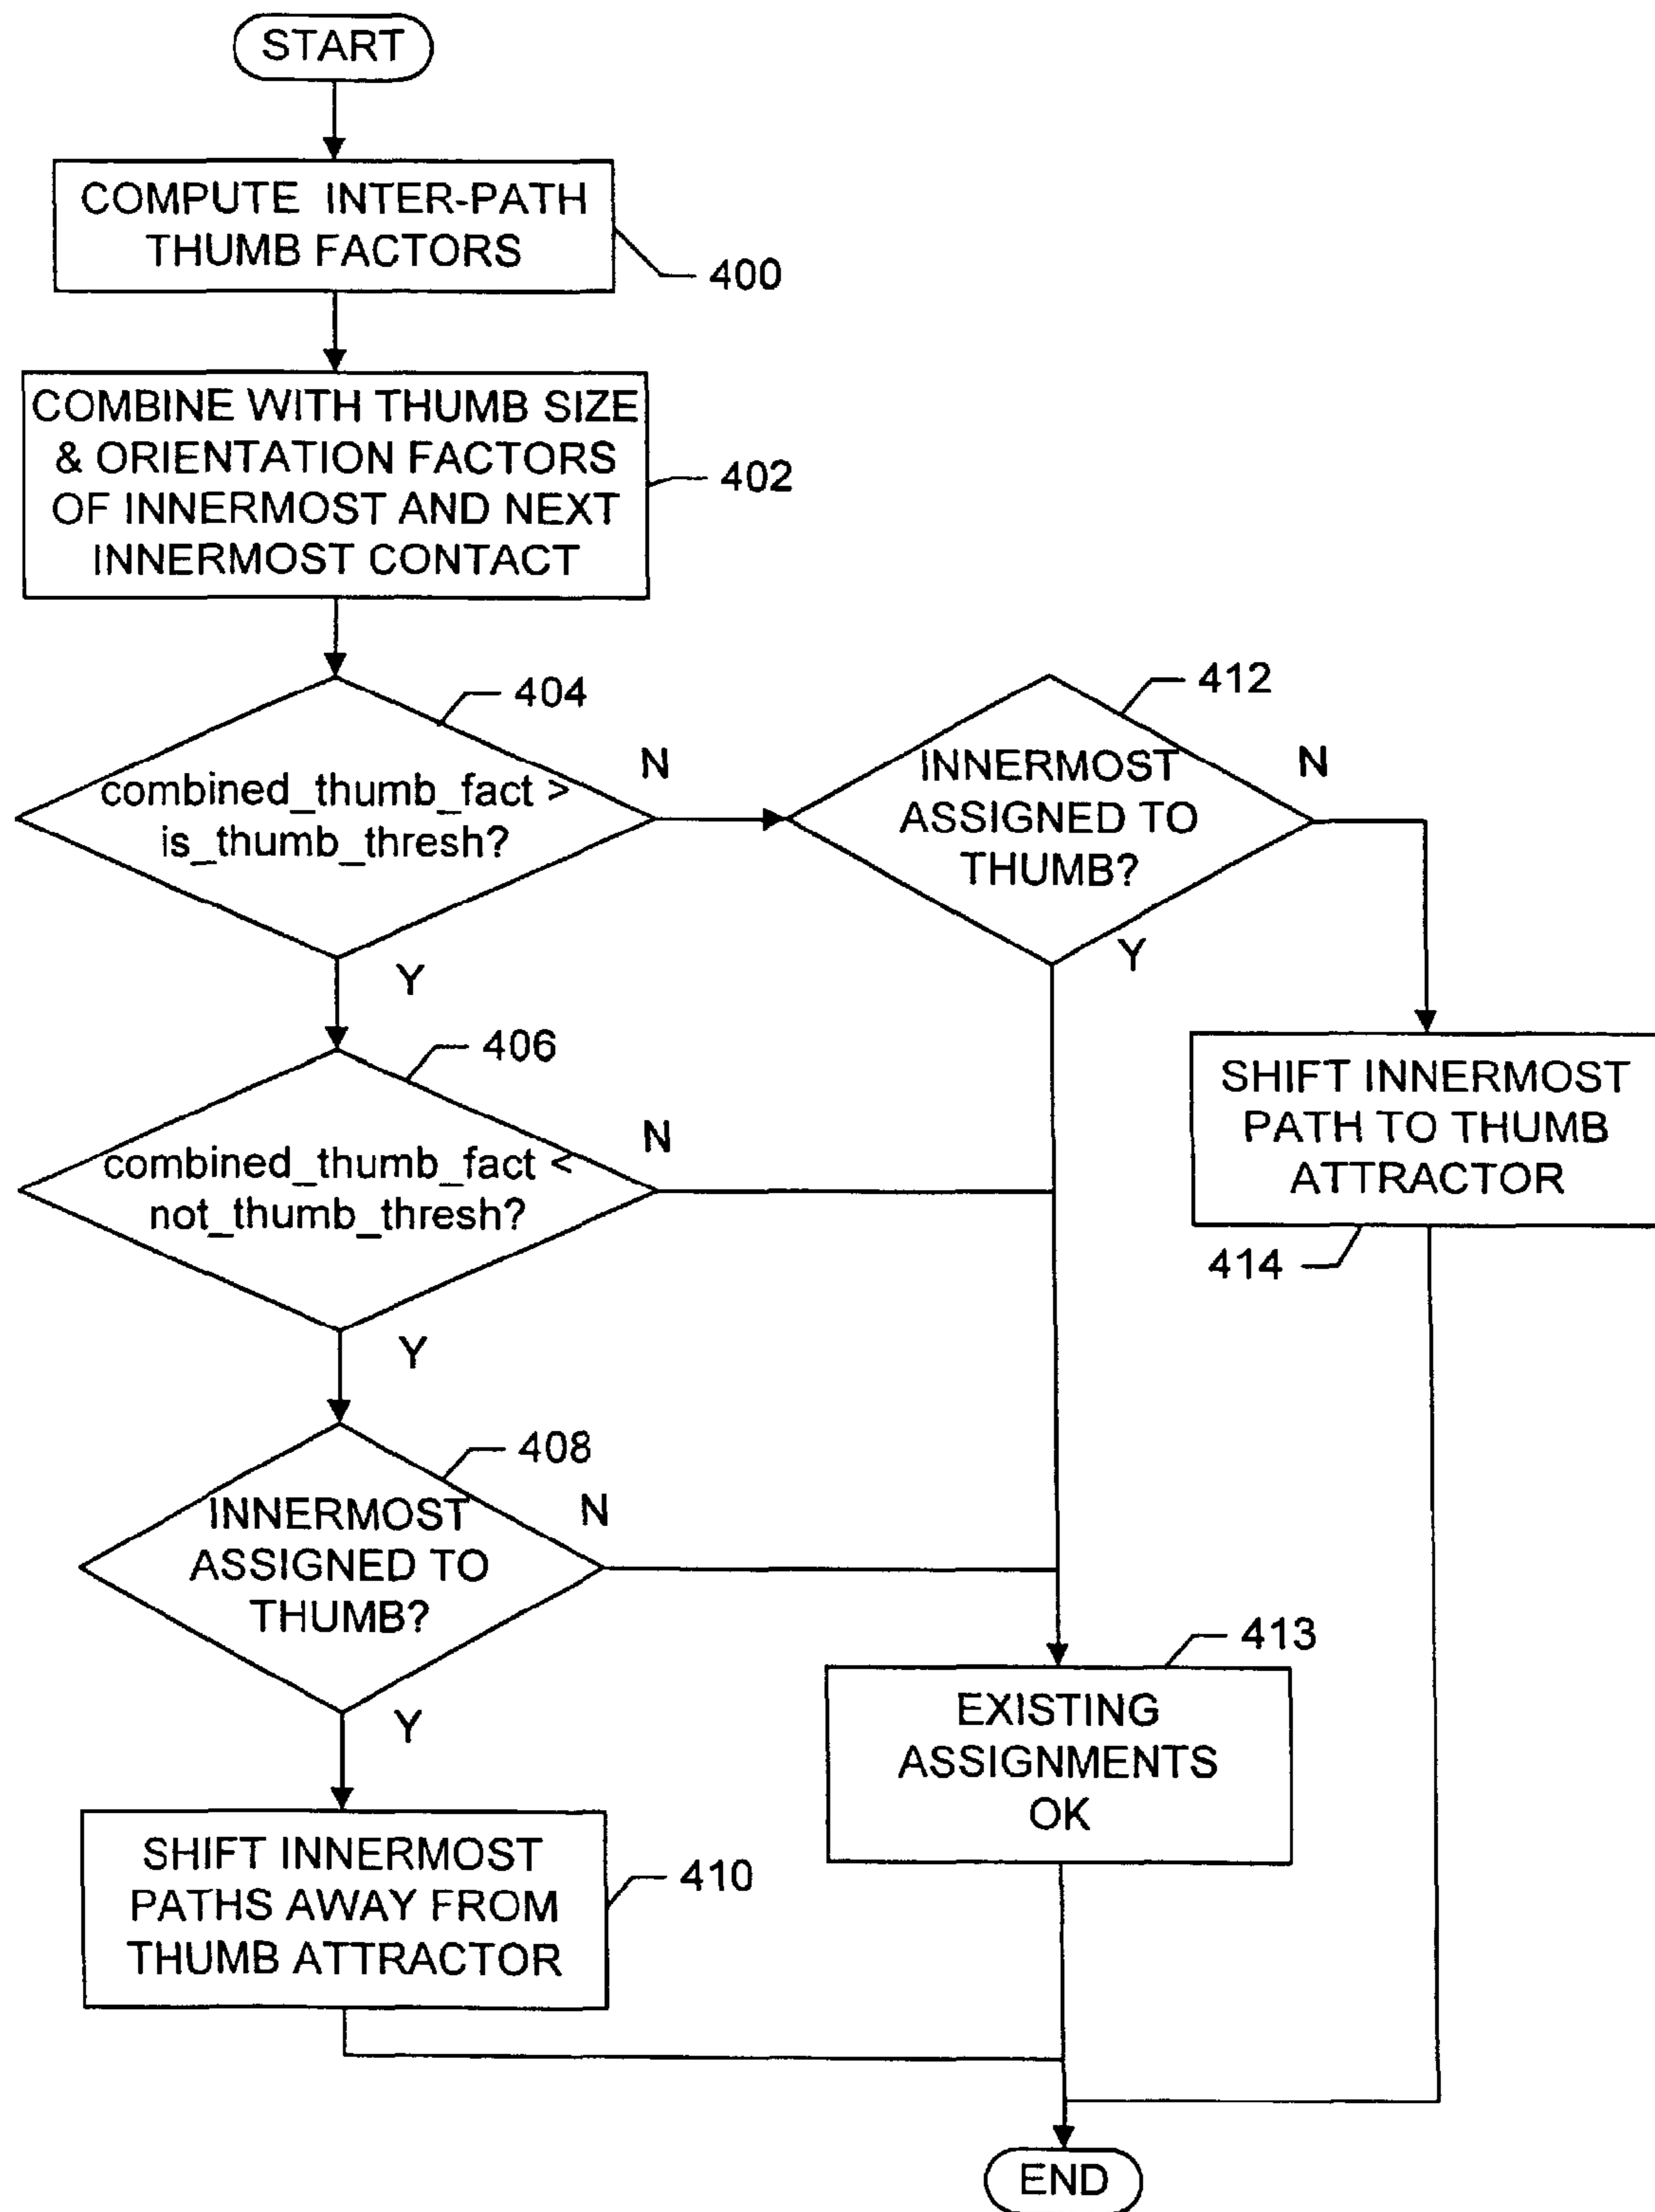 START
COMPUTE INTER-PATH
THUMB FACTORS
400
COMBINE WITH THUMB SIZE
& ORIENTATION FACTORS
OF INNERMOST AND NEXT
INNERMOST CONTACT
402
404
combined_thumb_fact >
is_thumb_thresh?
N
Y
412
INNERMOST
ASSIGNED TO
THUMB?
N
Y
406
combined_thumb_fact <
not_thumb_thresh?
N
Y
SHIFT INNERMOST
PATH TO THUMB
ATTRACTOR
414
408
INNERMOST
ASSIGNED TO
THUMB?
N
Y
413
EXISTING
ASSIGNMENTS
OK
SHIFT INNERMOST
PATHS AWAY FROM
THUMB ATTRACTOR
410
END